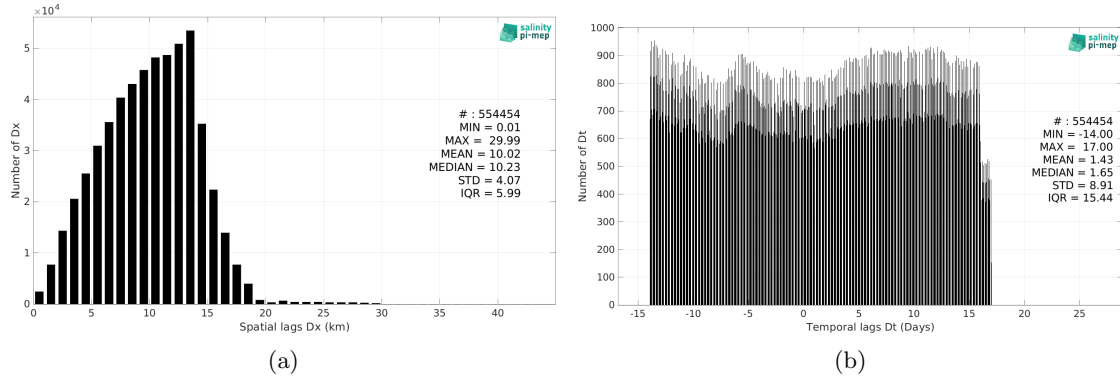 ×10⁴
5
4
3
2
1
0
Number of Dx
salinity
pi-mep
# : 554454
MIN = 0.01
MAX = 29.99
MEAN = 10.02
MEDIAN = 10.23
STD = 4.07
IQR = 5.99
0 5 10 15 20 25 30 35 40
Spatial lags Dx (km)
(a)
1000
900
800
700
600
500
400
300
200
100
0
Number of Dt
salinity
pi-mep
# : 554454
MIN = -14.00
MAX = 17.00
MEAN = 1.43
MEDIAN = 1.65
STD = 8.91
IQR = 15.44
-15 -10 -5 0 5 10 15 20 25
Temporal lags Dt (Days)
(b)